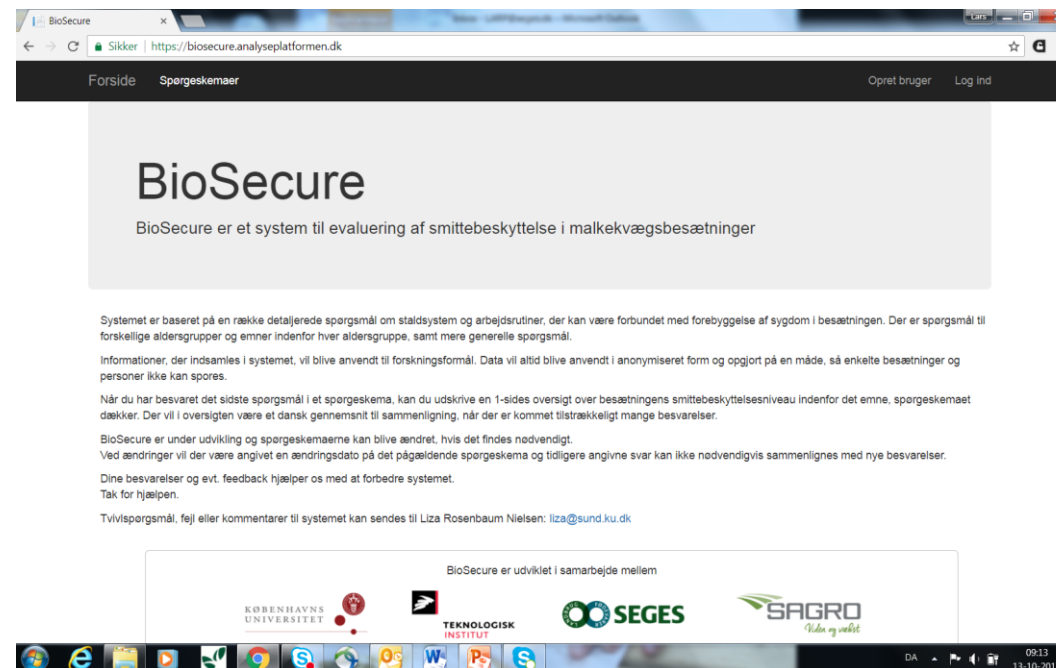 BioSecure
Lars
Sikker | https://biosecure.analyseplatformen.dk
Forside Spørgeskemaer Opret bruger Log ind
BioSecure
BioSecure er et system til evaluering af smittebeskyttelse i malkekvægsbesætninger
Systemet er baseret på en række detaljerede spørgsmål om staldsystem og arbejdsrutiner, der kan være forbundet med forebyggelse af sygdom i besætningen. Der er spørgsmål til
forskellige aldersgrupper og emner indenfor hver aldersgruppe, samt mere generelle spørgsmål.
Informationer, der indsamles i systemet, vil blive anvendt til forskningsformål. Data vil altid blive anvendt i anonymiseret form og opgjort på en måde, så enkelte besætninger og
personer ikke kan spores.
Når du har besvaret det sidste spørgsmål i et spørgeskema, kan du udskrive en 1-sides oversigt over besætningens smittebeskyttelsesniveau indenfor det emne, spørgeskemaet
dækker. Der vil i oversigten være et dansk gennemsnit til sammenligning, når der er kommet tilstrækkeligt mange besvarelser.
BioSecure er under udvikling og spørgeskemaerne kan blive ændret, hvis det findes nødvendigt.
Ved ændringer vil der være angivet en ændringsdato på det pågældende spørgeskema og tidligere angivne svar kan ikke nødvendigvis sammenlignes med nye besvarelser.
Dine besvarelser og evt. feedback hjælper os med at forbedre systemet.
Tak for hjælpen.
Tvivlspørgsmål, fejl eller kommentarer til systemet kan sendes til Liza Rosenbaum Nielsen: liza@sund.ku.dk
BioSecure er udviklet i samarbejde mellem
KØBENHAVNS
UNIVERSITET
TEKNOLOGISK
INSTITUT
SEGES
SAGRO
Viden og vækst
DA
09:13